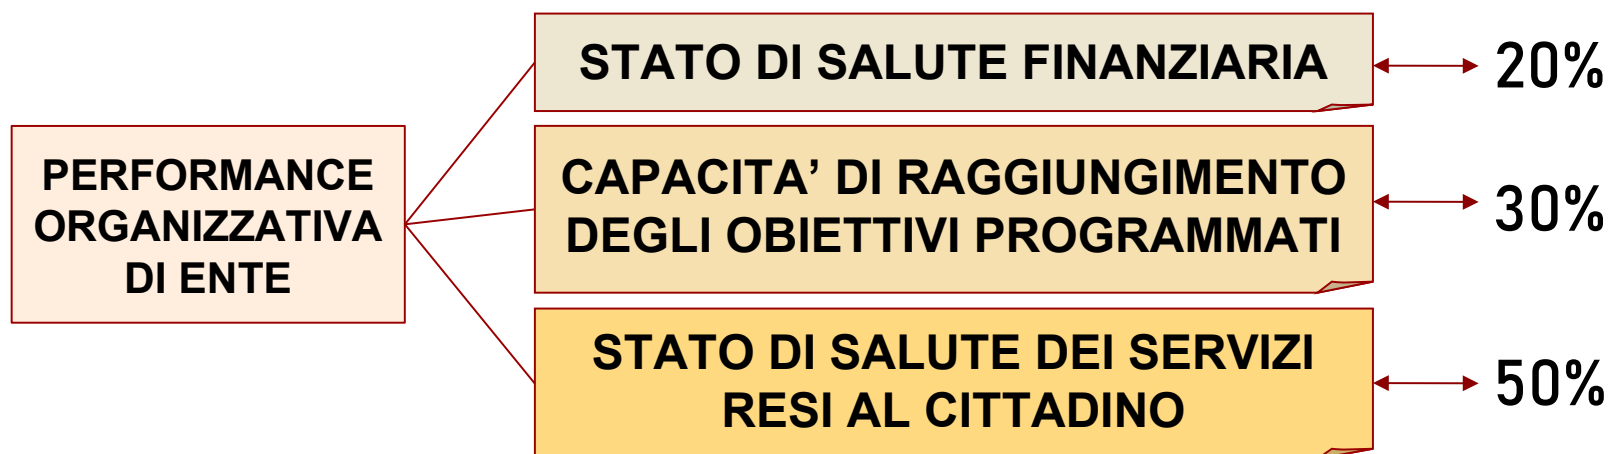 STATO DI SALUTE FINANZIARIA
20%
PERFORMANCE
ORGANIZZATIVA
DI ENTE
CAPACITA’ DI RAGGIUNGIMENTO
DEGLI OBIETTIVI PROGRAMMATI
30%
STATO DI SALUTE DEI SERVIZI
RESI AL CITTADINO
50%